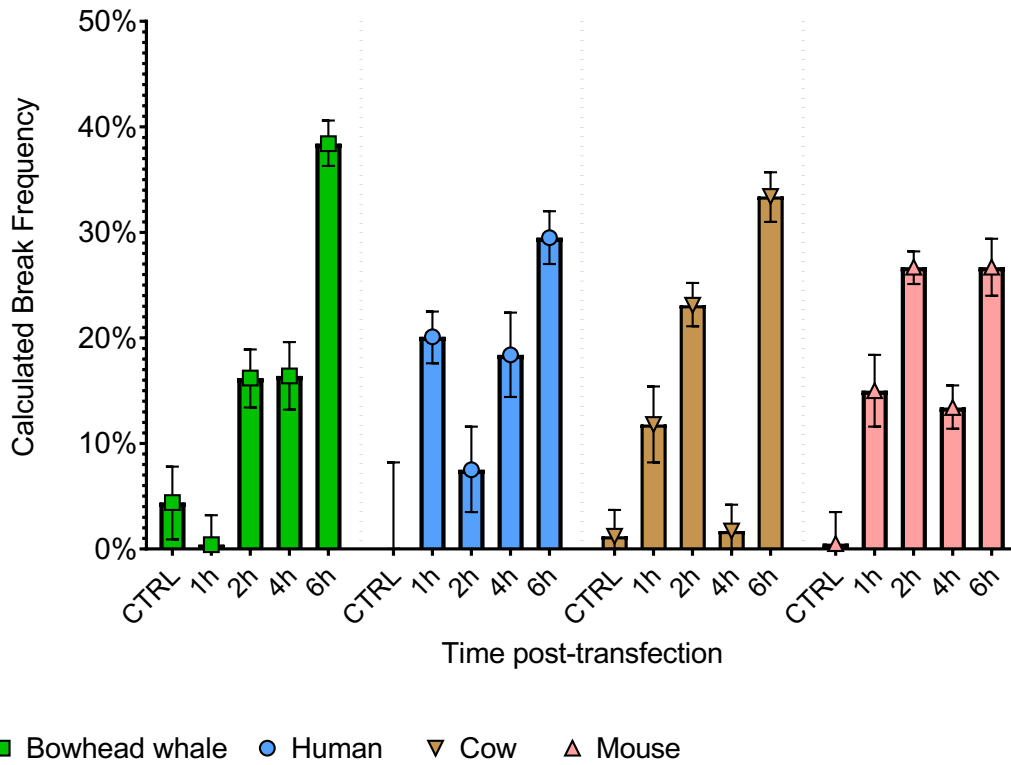 Calculated Break Frequency
50%
40%
30%
20%
10%
0%
CTRL 1h 2h 4h 6h CTRL 1h 2h 4h 6h CTRL 1h 2h 4h 6h CTRL 1h 2h 4h 6h
Time post-transfection
Bowhead whale Human Cow Mouse